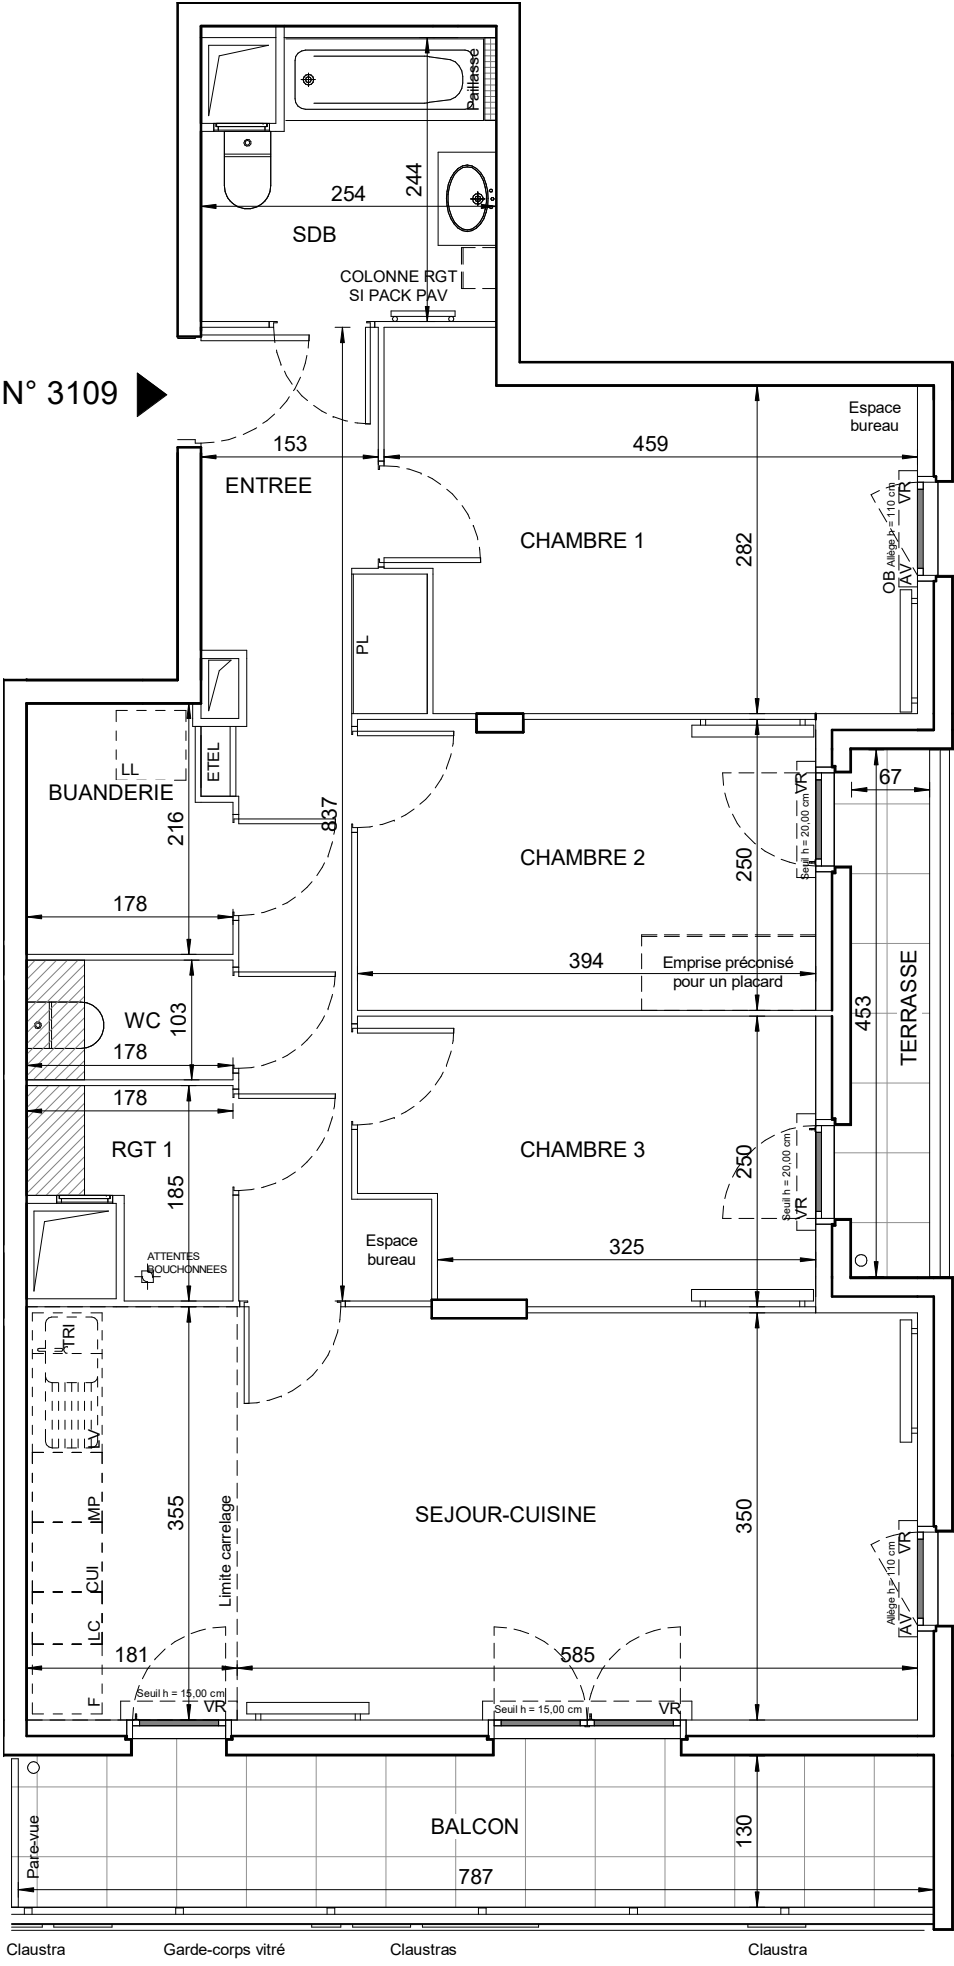 Paillasse
244
254
SDB
COLONNE RGT
SI PACK PAV
N° 3109
Espace
bureau
153
459
ENTREE
VR
CHAMBRE 1
282
Allège h = 110 cm
OB
AV
PL
ETEL
LL
BUANDERIE
216
837
VR
67
Seuil h = 20,00 cm
CHAMBRE 2
250
178
394
Emprise préconisé
pour un placard
TERRASSE
453
WC
103
178
178
RGT 1
CHAMBRE 3
250
Seuil h = 20,00 cm
VR
185
Espace
bureau
325
ATTENTES
BOUCHONNEES
TRI
LV
MP
355
Limite carrelage
SEJOUR-CUISINE
350
VR
Allège h = 110 cm
AV
CUI
LC
181
585
F
Seuil h = 15,00 cm
VR
Seuil h = 15,00 cm
VR
Pare-vue
BALCON
130
787
Claustra
Garde-corps vitré
Claustras
Claustra